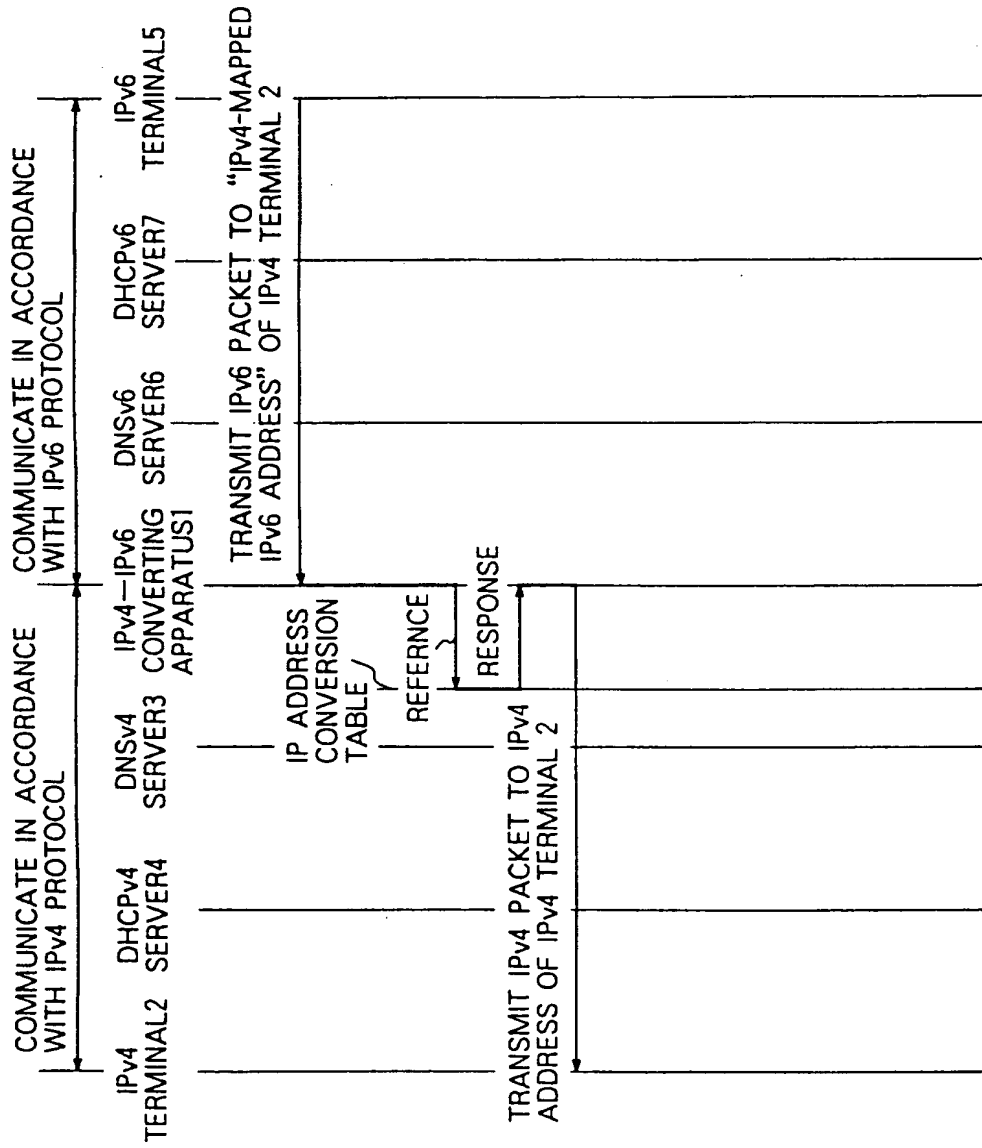 COMMUNICATE IN ACCORDANCE
WITH IPv4 PROTOCOL
COMMUNICATE IN ACCORDANCE
WITH IPv6 PROTOCOL
IPv4
TERMINAL2
DHCPv4
SERVER4
DNSv4
SERVER3
IPv4—IPv6
CONVERTING
APPARATUS1
DNSv6
SERVER6
DHCPv6
SERVER7
IPv6
TERMINAL5
TRANSMIT IPv6 PACKET TO “IPv4-MAPPED
IPv6 ADDRESS” OF IPv4 TERMINAL 2
IP ADDRESS
CONVERSION
TABLE
REFERNCE
RESPONSE
TRANSMIT IPv4 PACKET TO IPv4
ADDRESS OF IPv4 TERMINAL 2